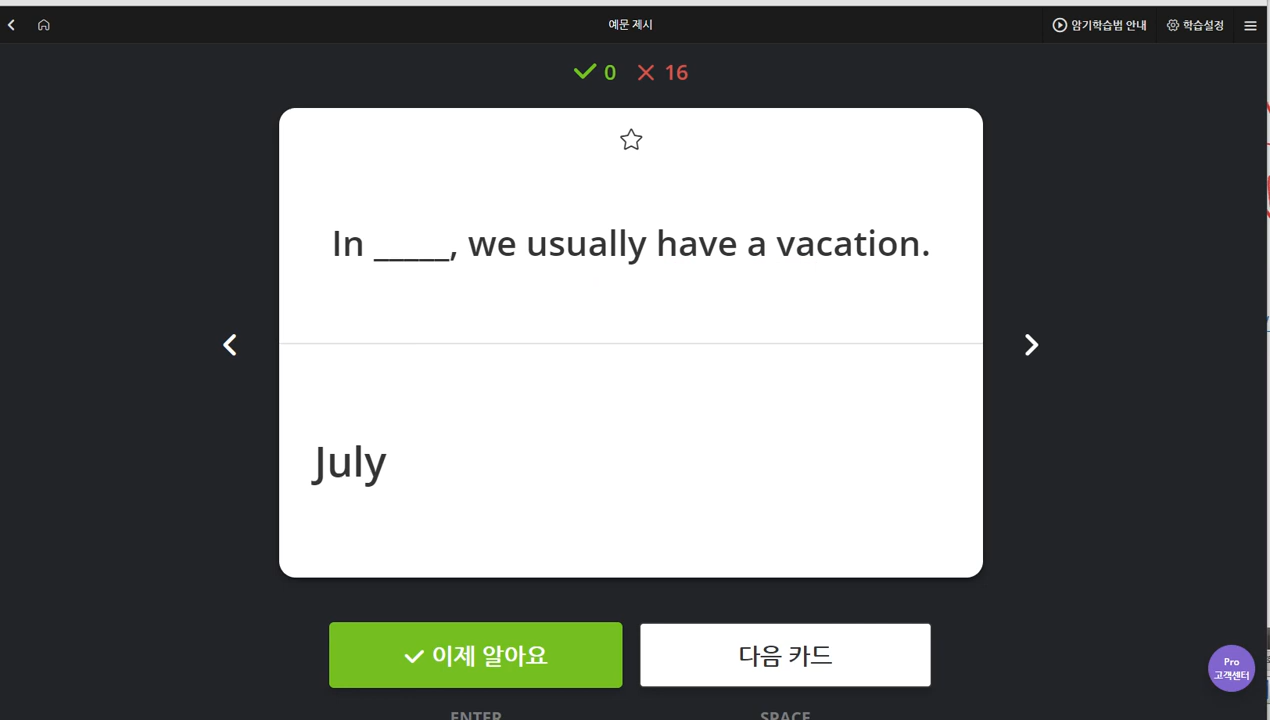 예문 제시
암기학습법 안내
학습설정
0
16
In _____, we usually have a vacation.
July
이제 알아요
다음 카드
ENTER
SPACE
Pro
고객센터